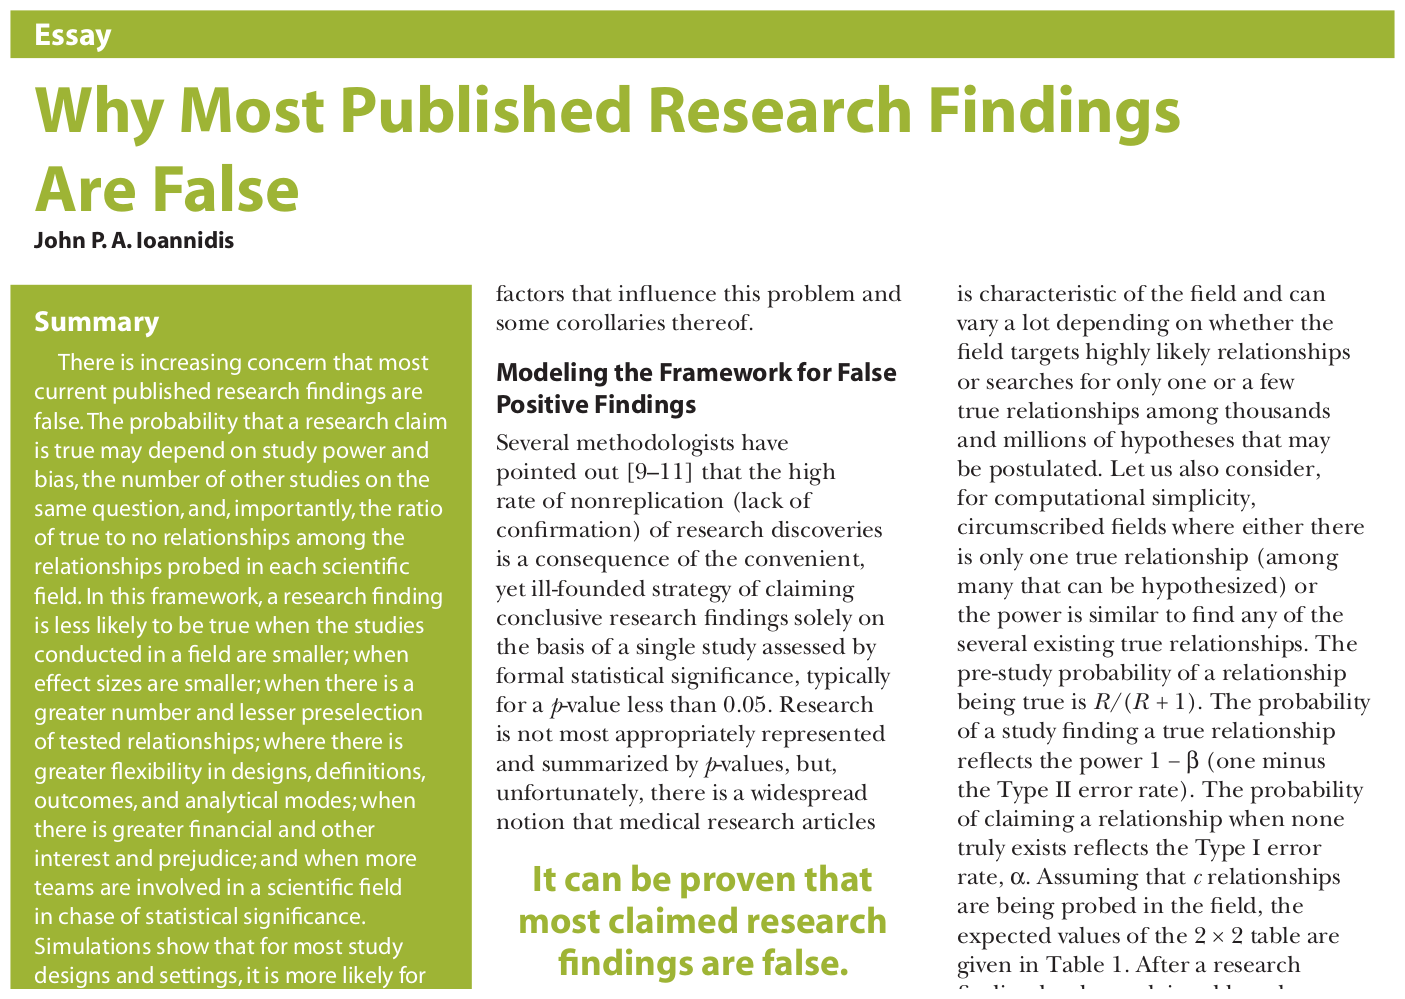 Essay
Why Most Published Research Findings
Are False
John P. A. Ioannidis
Summary
There is increasing concern that most
current published research findings are
false. The probability that a research claim
is true may depend on study power and
bias, the number of other studies on the
same question, and, importantly, the ratio
of true to no relationships among the
relationships probed in each scientific
field. In this framework, a research finding
is less likely to be true when the studies
conducted in a field are smaller; when
effect sizes are smaller; when there is a
greater number and lesser preselection
of tested relationships; where there is
greater flexibility in designs, definitions,
outcomes, and analytical modes; when
there is greater financial and other
interest and prejudice; and when more
teams are involved in a scientific field
in chase of statistical significance.
Simulations show that for most study
designs and settings, it is more likely for
factors that influence this problem and
some corollaries thereof.
Modeling the Framework for False
Positive Findings
Several methodologists have
pointed out [9–11] that the high
rate of nonreplication (lack of
confirmation) of research discoveries
is a consequence of the convenient,
yet ill-founded strategy of claiming
conclusive research findings solely on
the basis of a single study assessed by
formal statistical significance, typically
for a p-value less than 0.05. Research
is not most appropriately represented
and summarized by p-values, but,
unfortunately, there is a widespread
notion that medical research articles
It can be proven that
most claimed research
findings are false.
is characteristic of the field and can
vary a lot depending on whether the
field targets highly likely relationships
or searches for only one or a few
true relationships among thousands
and millions of hypotheses that may
be postulated. Let us also consider,
for computational simplicity,
circumscribed fields where either there
is only one true relationship (among
many that can be hypothesized) or
the power is similar to find any of the
several existing true relationships. The
pre-study probability of a relationship
being true is R/(R + 1). The probability
of a study finding a true relationship
reflects the power 1 − β (one minus
the Type II error rate). The probability
of claiming a relationship when none
truly exists reflects the Type I error
rate, α. Assuming that c relationships
are being probed in the field, the
expected values of the 2 × 2 table are
given in Table 1. After a research